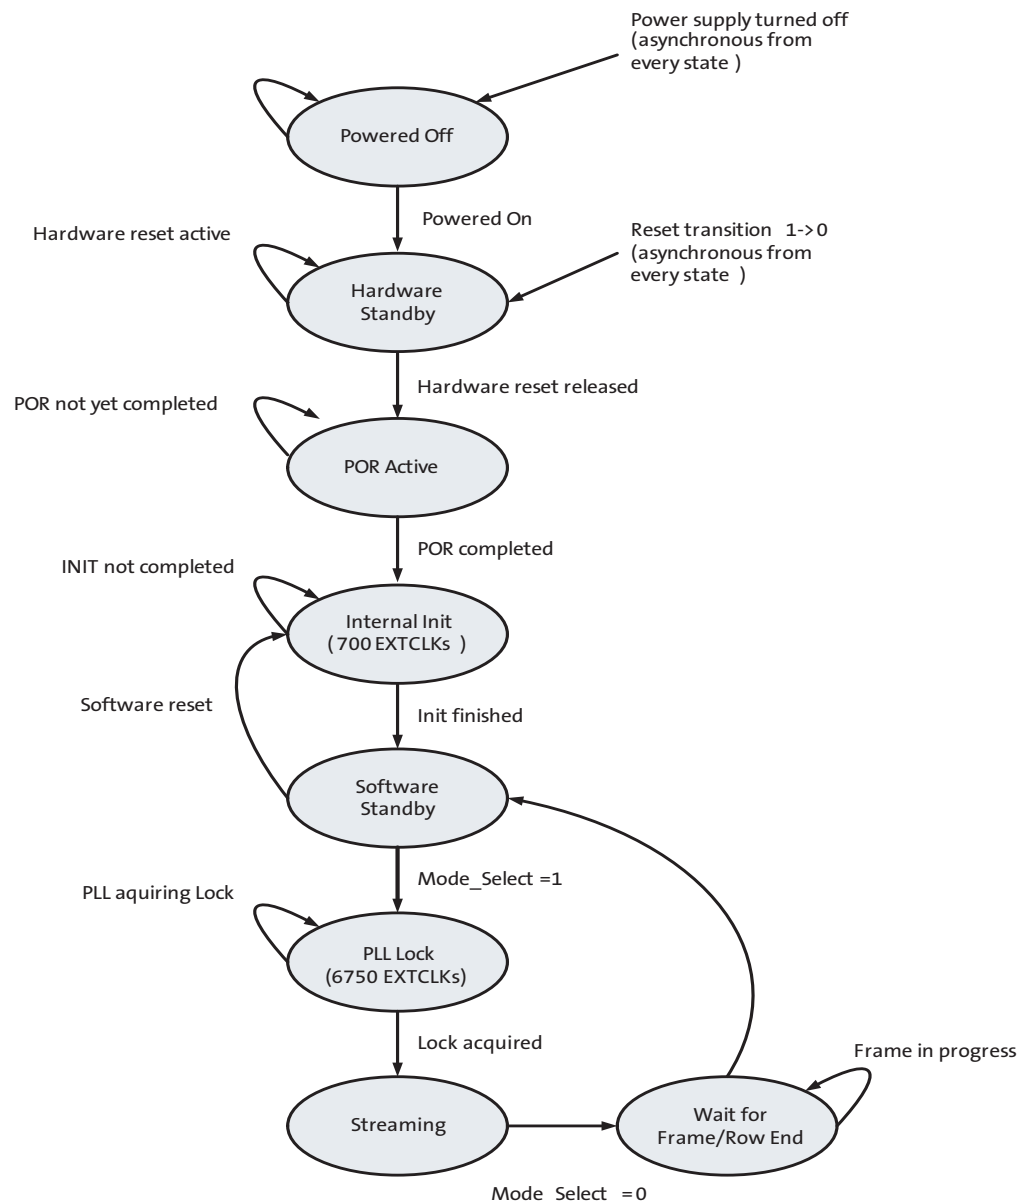 Power supply turned off
(asynchronous from
every state )
Powered Off
Powered On
Hardware reset active
Reset transition 1->0
(asynchronous from
every state )
Hardware
Standby
Hardware reset released
POR not yet completed
POR Active
POR completed
INIT not completed
Internal Init
( 700 EXTCLKs )
Software reset
Init finished
Software
Standby
Mode_Select =1
PLL aquiring Lock
PLL Lock
(6750 EXTCLKs)
Lock acquired
Frame in progress
Streaming
Wait for
Frame/Row End
Mode Select =0